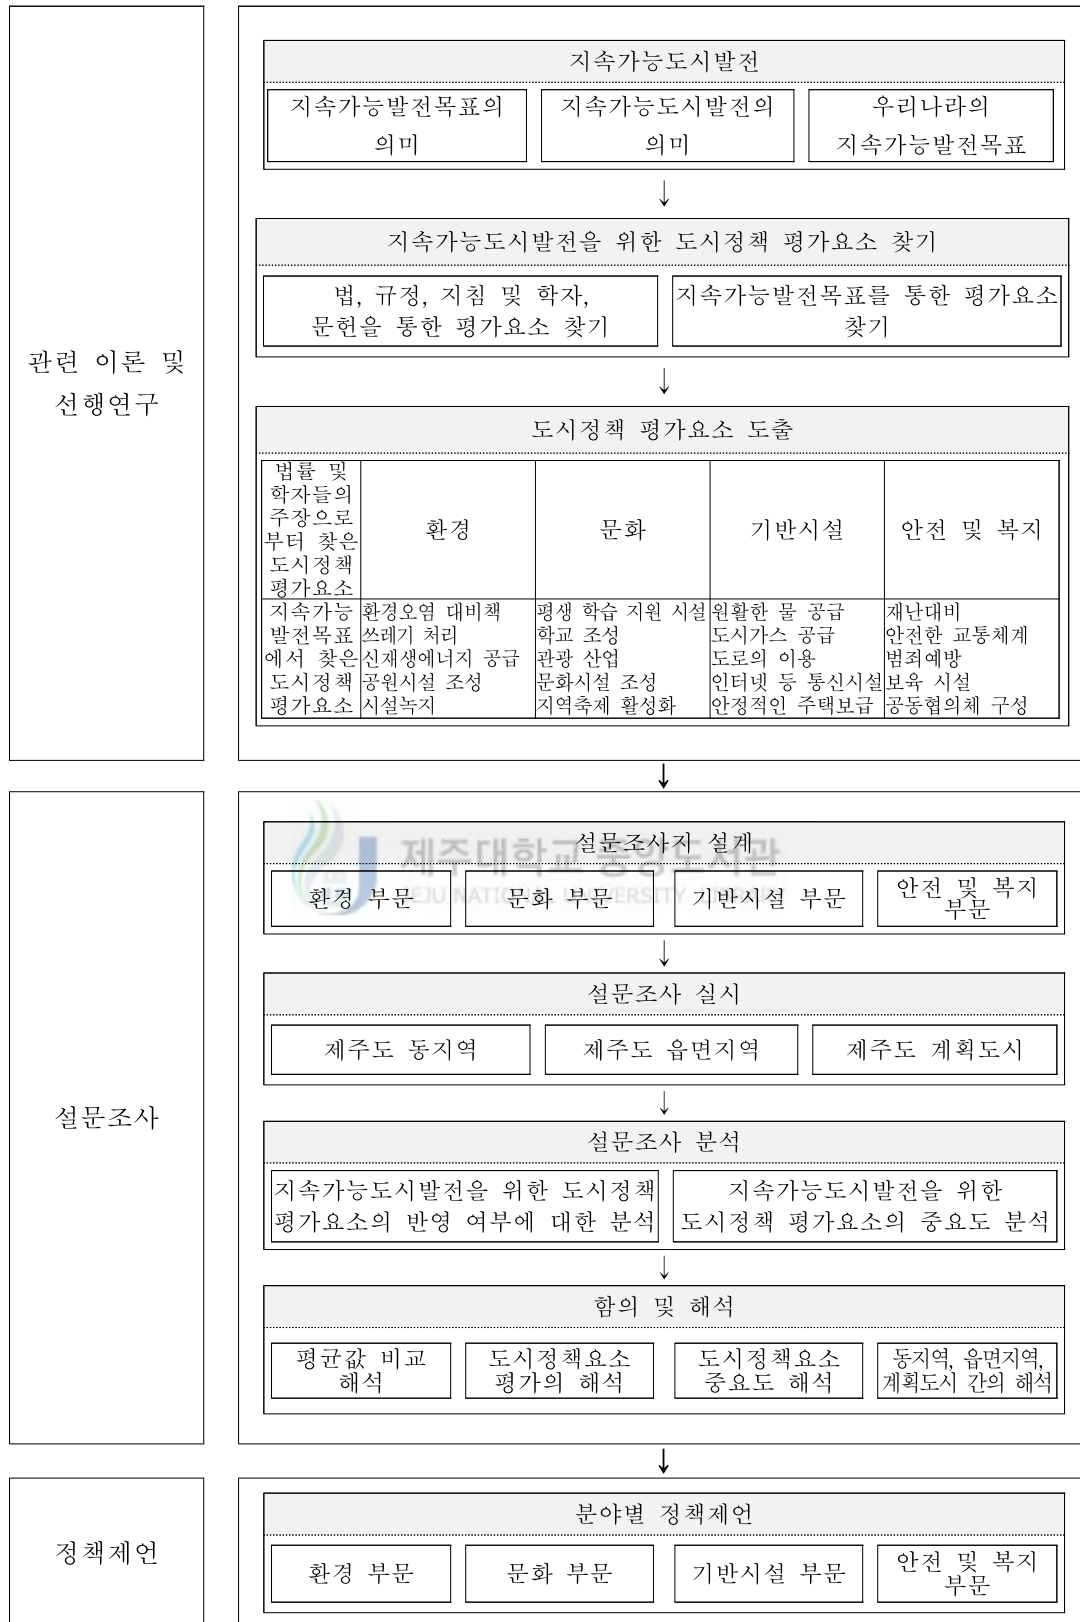 관련 이론 및
선행연구
지속가능도시발전
지속가능발전목표의
의미
지속가능도시발전의
의미
우리나라의
지속가능발전목표
↓
지속가능도시발전을 위한 도시정책 평가요소 찾기
법, 규정, 지침 및 학자,
문헌을 통한 평가요소 찾기
지속가능발전목표를 통한 평가요소
찾기
↓
도시정책 평가요소 도출
법률 및
학자들의
주장으로
부터 찾은
도시정책
평가요소
환경
문화
기반시설
안전 및 복지
지속가능
발전목표
에서 찾은
도시정책
평가요소
환경오염 대비책
쓰레기 처리
신재생에너지 공급
공원시설 조성
시설녹지
평생 학습 지원 시설
학교 조성
관광 산업
문화시설 조성
지역축제 활성화
원활한 물 공급
도시가스 공급
도로의 이용
인터넷 등 통신시설
안정적인 주택보급
재난대비
안전한 교통체계
범죄예방
보육 시설
공동협의체 구성
↓
설문조사
제주대학교 중앙도서관
JEJU NATIONAL UNIVERSITY LIBRARY
설문조사지 설계
환경 부문
문화 부문
기반시설 부문
안전 및 복지
부문
↓
설문조사 실시
제주도 동지역
제주도 읍면지역
제주도 계획도시
↓
설문조사 분석
지속가능도시발전을 위한 도시정책
평가요소의 반영 여부에 대한 분석
지속가능도시발전을 위한
도시정책 평가요소의 중요도 분석
↓
함의 및 해석
평균값 비교
해석
도시정책요소
평가의 해석
도시정책요소
중요도 해석
동지역, 읍면지역,
계획도시 간의 해석
↓
정책제언
분야별 정책제언
환경 부문
문화 부문
기반시설 부문
안전 및 복지
부문